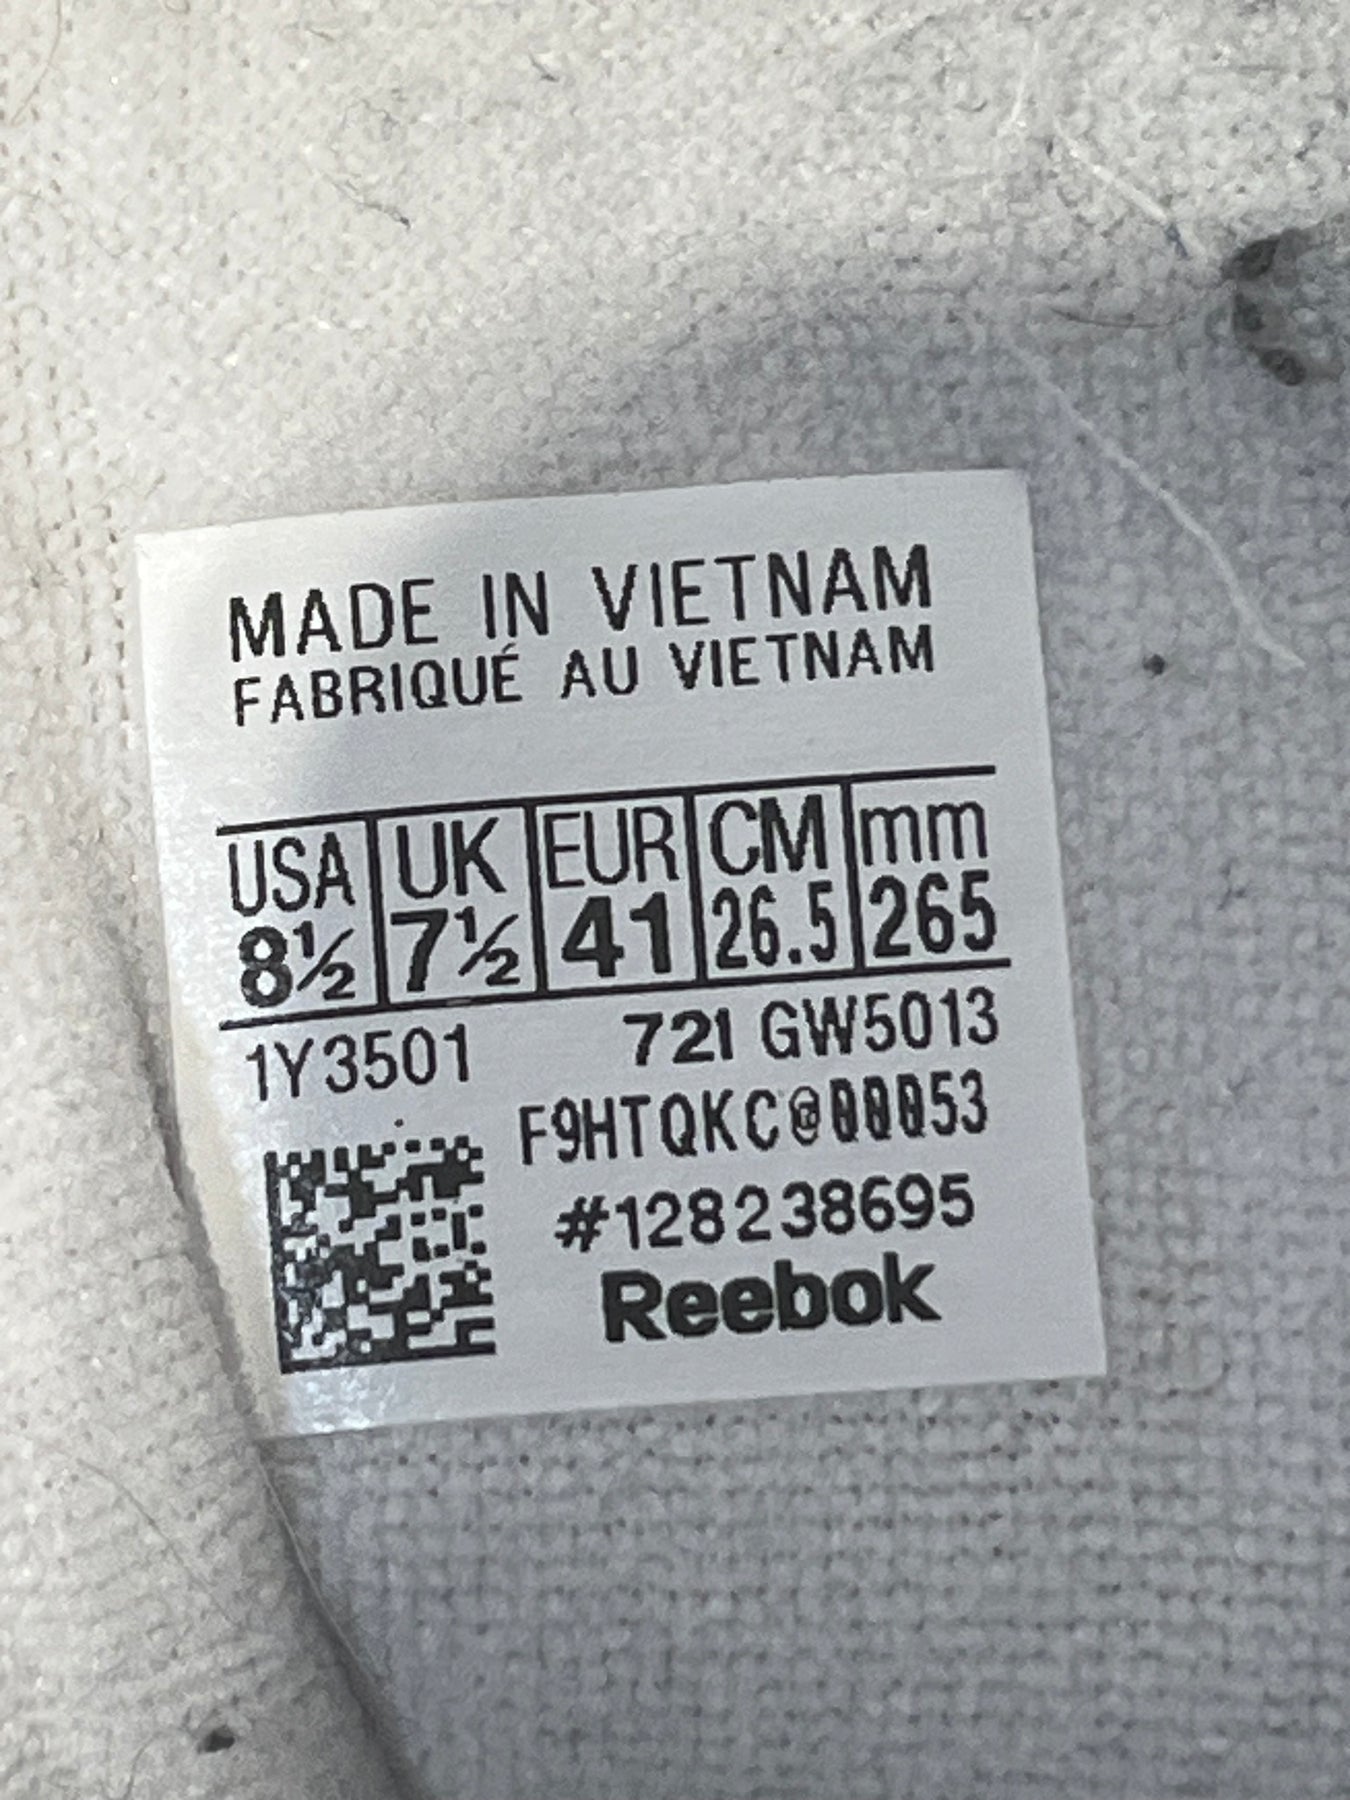 MADE IN VIETNAM
FABRIQUÉ AU VIETNAM
USA UK EUR CM mm
8½ 7½ 41 26.5 265
1Y3501 721 GW5013
F9HTQKC@00053
#128238695
Reebok